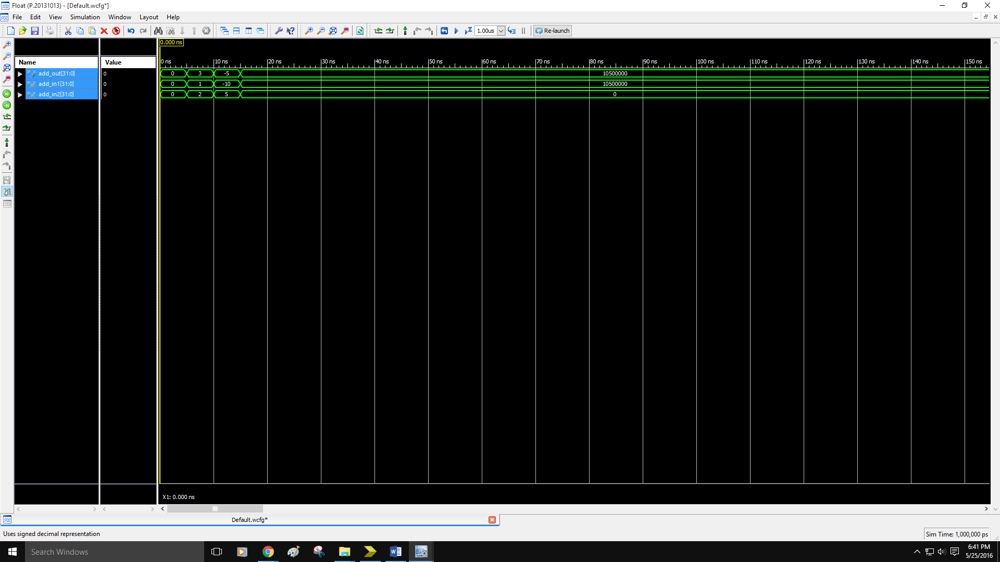 Float (P.20131013) - [Default.wcfg*]
File Edit View Simulation Window Layout Help
1.00us Re-launch
0.000 ns
Name Value
0 ns 10 ns 20 ns 30 ns 40 ns 50 ns 60 ns 70 ns 80 ns 90 ns 100 ns 110 ns 120 ns 130 ns 140 ns 150 ns
add_out[31:0] 0 0 3 -5 10500000
add_in1[31:0] 0 0 1 -10 10500000
add_in2[31:0] 0 0 2 5 0
X1: 0.000 ns
Default.wcfg*
Uses signed decimal representation
Sim Time: 1,000,000 ps
Search Windows
6:41 PM
5/25/2016